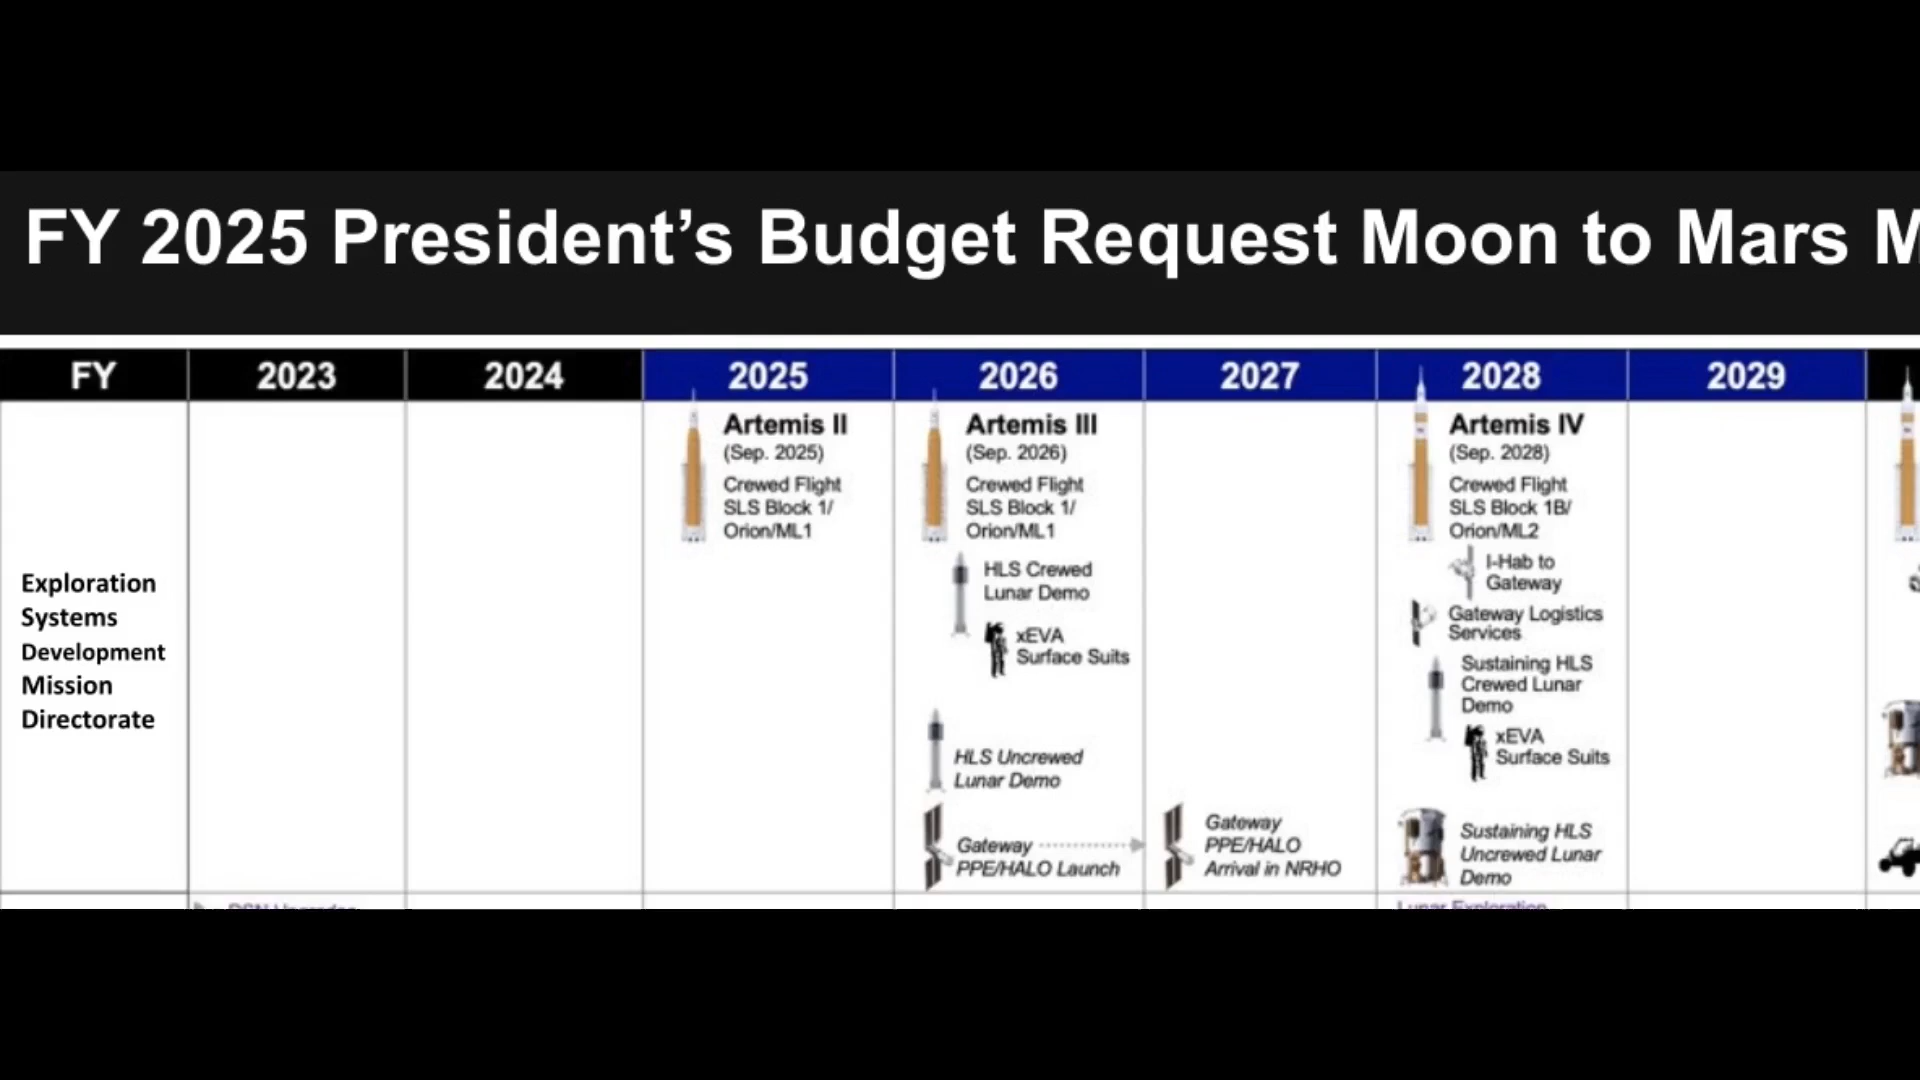 FY 2025 President's Budget Request Moon to Mars M
FY 2023 2024 2025 2026 2027 2028 2029
Exploration
Systems
Development
Mission
Directorate
Artemis II
(Sep. 2025)
Crewed Flight
SLS Block 1/
Orion/ML1
Artemis III
(Sep. 2026)
Crewed Flight
SLS Block 1/
Orion/ML1
HLS Crewed
Lunar Demo
xEVA
Surface Suits
HLS Uncrewed
Lunar Demo
Gateway
PPE/HALO Launch
Gateway
PPE/HALO
Arrival in NRHO
Artemis IV
(Sep. 2028)
Crewed Flight
SLS Block 1B/
Orion/ML2
I-Hab to
Gateway
Gateway Logistics
Services
Sustaining HLS
Crewed Lunar
Demo
xEVA
Surface Suits
Sustaining HLS
Uncrewed Lunar
Demo
Lunar Exploration